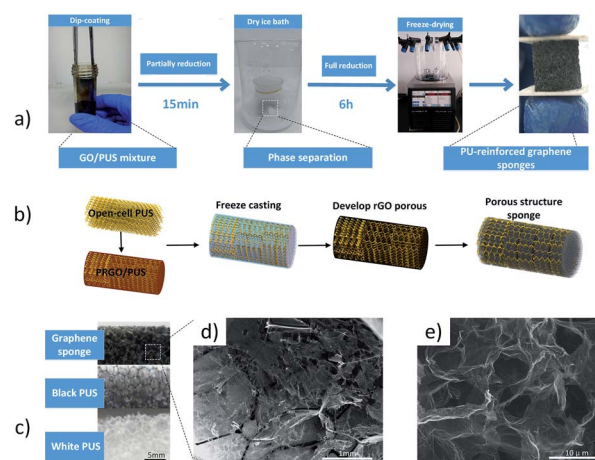 Dip-coating
Dry ice bath
Freeze-drying
Partially reduction
Full reduction
15min
6h
a)
GO/PUS mixture
Phase separation
PU-reinforced graphene
sponges
b)
Open-cell PUS
PRGO/PUS
Freeze casting
Develop rGO porous
Porous structure
sponge
c)
Graphene
sponge
Black PUS
White PUS
5mm
d)
1mm
e)
10 μm